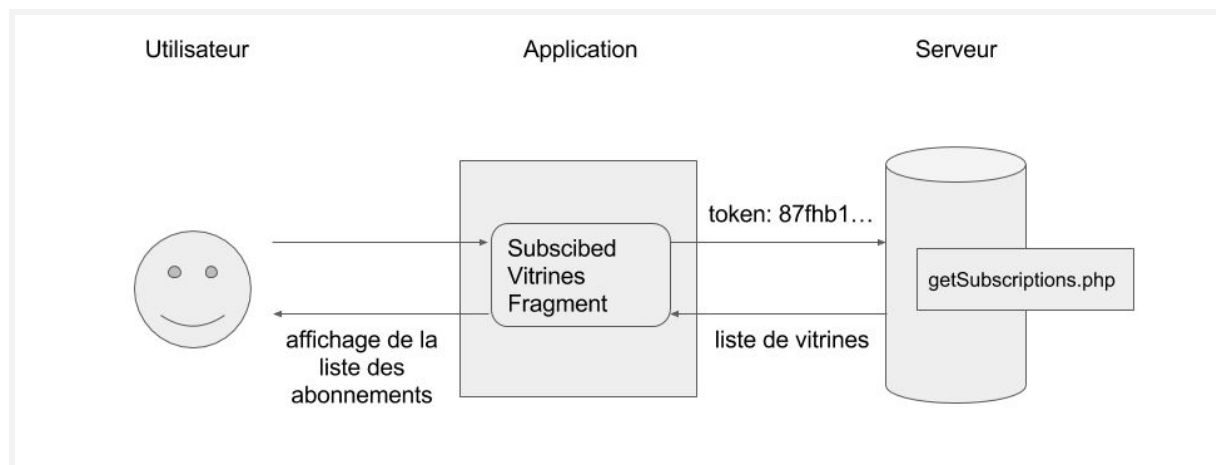 Utilisateur
Application
Serveur
token: 87fhb1…
Subscibed
Vitrines
Fragment
getSubscriptions.php
affichage de la
liste des
abonnements
liste de vitrines